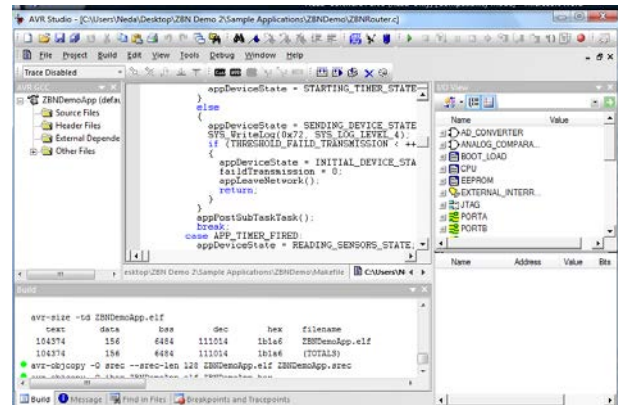 AVR Studio - [C:\Users\Neda\Desktop\ZBN Demo 2\Sample Applications\ZBNDemo\ZBNRouter.c]
File Project Build Edit View Tools Debug Window Help
Trace Disabled
AVR GCC
ZBNDemoApp (defau
Source Files
Header Files
External Depende
Other Files
appDeviceState = STARTING_TIMER_STATE
}
else
{
appDeviceState = SENDING_DEVICE_STATE
SYS_WriteLog(0x72, SYS_LOG_LEVEL_4);
if (THRESHOLD_FAILD_TRANSMISSION < ++
{
appDeviceState = INITIAL_DEVICE_STA
faildTransmission = 0;
appLeaveNetwork();
return;
}
}
appPostSubTaskTask();
break;
case APP_TIMER_FIRED:
appDeviceState = READING_SENSORS_STATE;
esktop\ZBN Demo 2\Sample Applications\ZBNDemo\Makefile C:\Users\N
I/O View
Name Value
AD_CONVERTER
ANALOG_COMPARA...
BOOT_LOAD
CPU
EEPROM
EXTERNAL_INTERR...
JTAG
PORTA
PORTB
Name Address Value Bits
Build
avr-size -td ZBNDemoApp.elf
text data bss dec hex filename
104374 156 6484 111014 1b1a6 ZBNDemoApp.elf
104374 156 6484 111014 1b1a6 (TOTALS)
avr-objcopy -O srec --srec-len 128 ZBNDemoApp.elf ZBNDemoApp.srec
Build Message Find in Files Breakpoints and Tracepoints